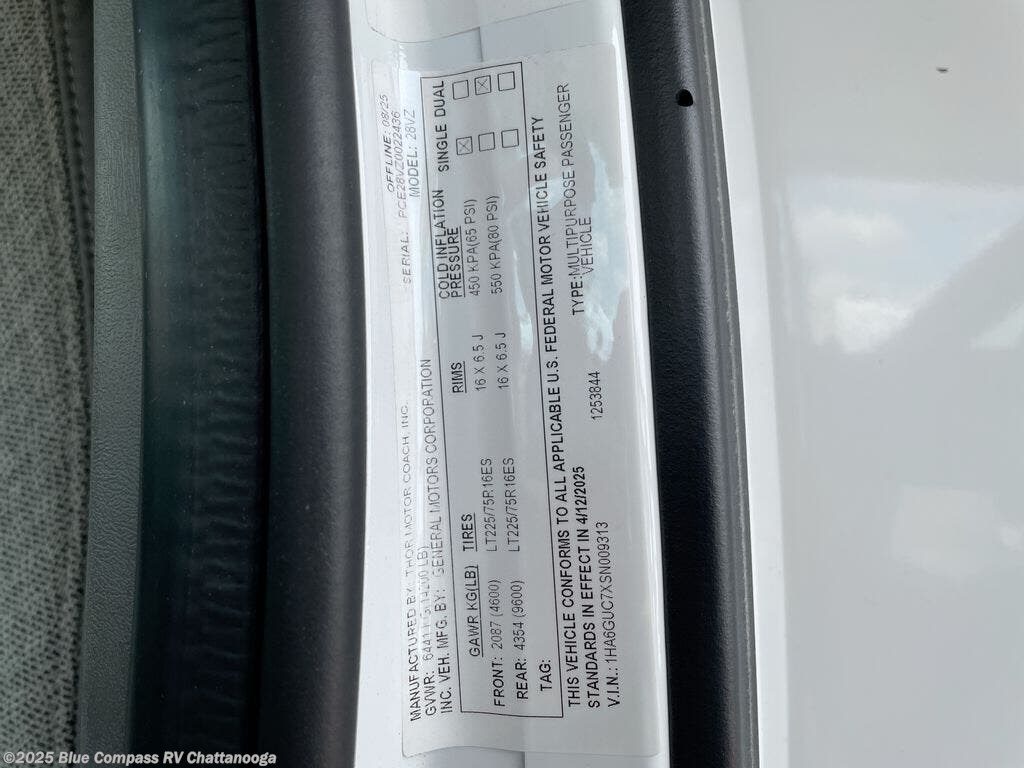 OFFLINE: 08/25
SERIAL: PCE28VZ0022436
MODEL: 28VZ
MANUFACTURED BY: THOR MOTOR COACH, INC.
GVWR: 6441 KG(14200 LB)
INC. VEH. MFG. BY: GENERAL MOTORS CORPORATION
GAWR KG(LB) TIRES RIMS COLD INFLATION PRESSURE SINGLE DUAL
FRONT: 2087 (4600) LT225/75R16ES 16 X 6.5 J 450 KPA(65 PSI)
REAR: 4354 (9600) LT225/75R16ES 16 X 6.5 J 550 KPA(80 PSI)
TAG:
THIS VEHICLE CONFORMS TO ALL APPLICABLE U.S. FEDERAL MOTOR VEHICLE SAFETY
STANDARDS IN EFFECT IN 4/12/2025
V.I.N.: 1HA6GUC7XSN009313 1253844 TYPE:MULTIPURPOSE PASSENGER
VEHICLE
©2025 Blue Compass RV Chattanooga